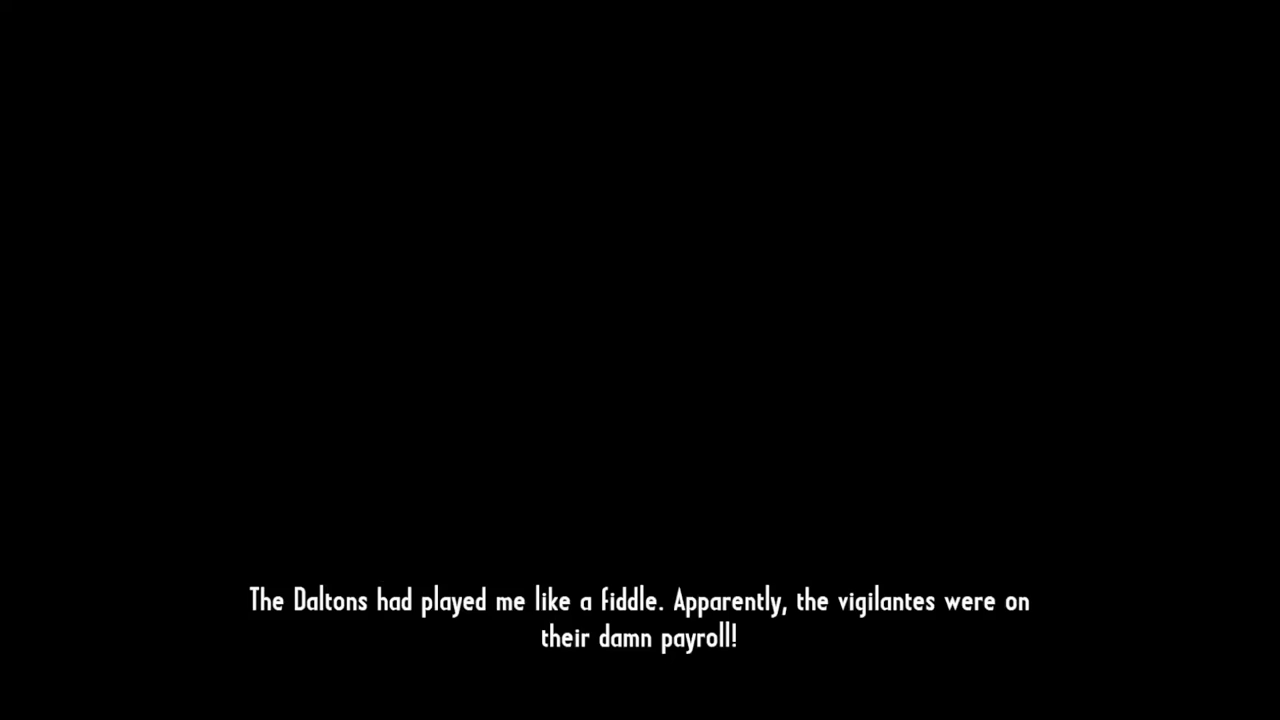 The Daltons had played me like a fiddle. Apparently, the vigilantes were on
their damn payroll!